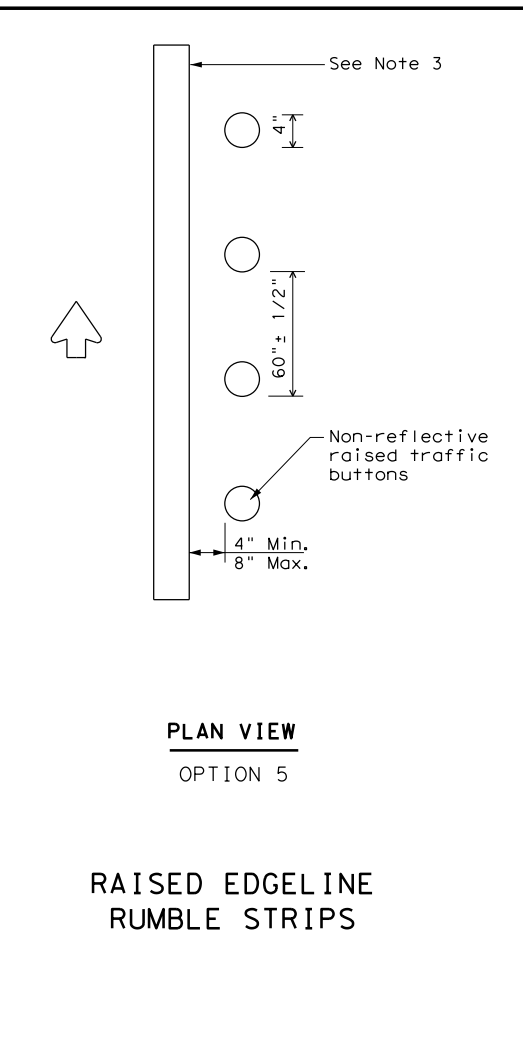 See Note 3
4"
60"± 1/2"
Non-reflective
raised traffic
buttons
4" Min.
8" Max.
PLAN VIEW
OPTION 5
RAISED EDGELINE
RUMBLE STRIPS